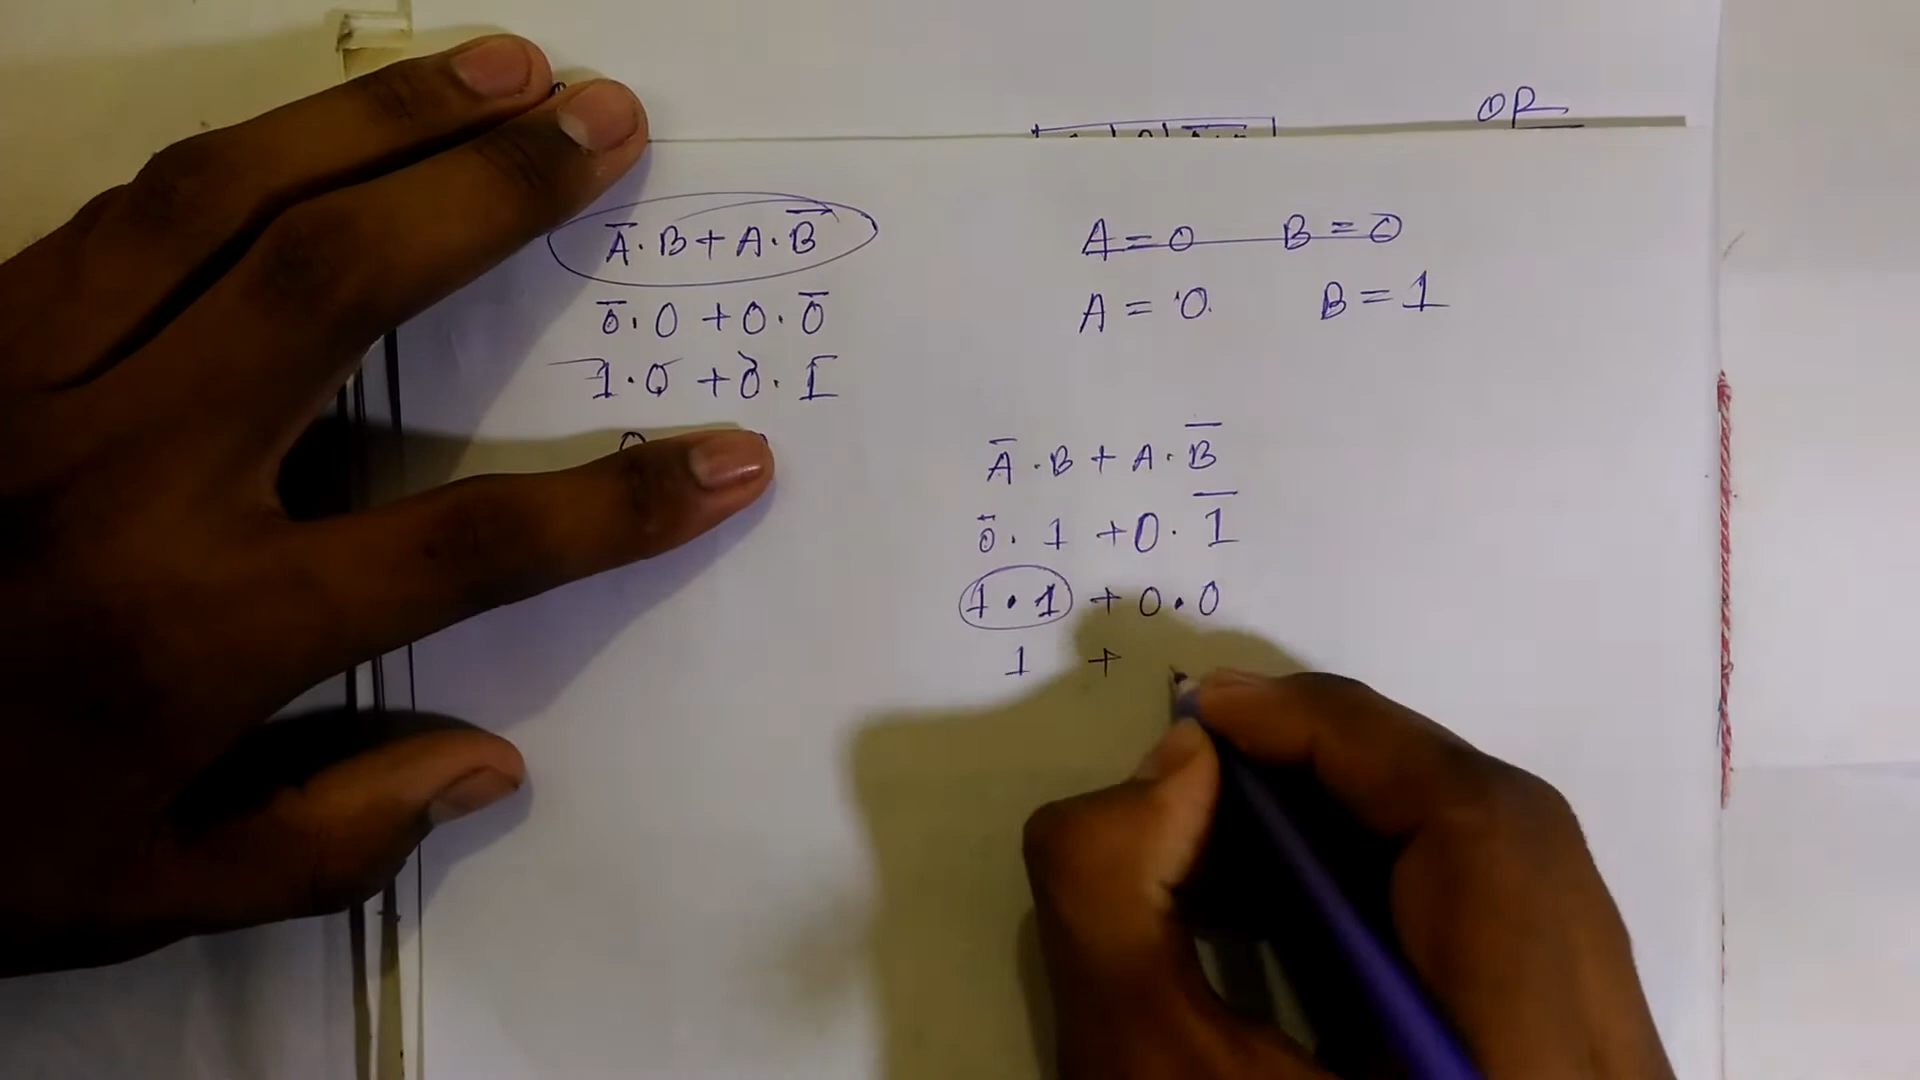 OR
A̅·B+A·B̅
0̅.0+0.0̅
1·0+0·1
A=0 B=0
A=0. B=1
A̅·B+A·B̅
0̅.1+0.1̅
1·1+0·0
1+